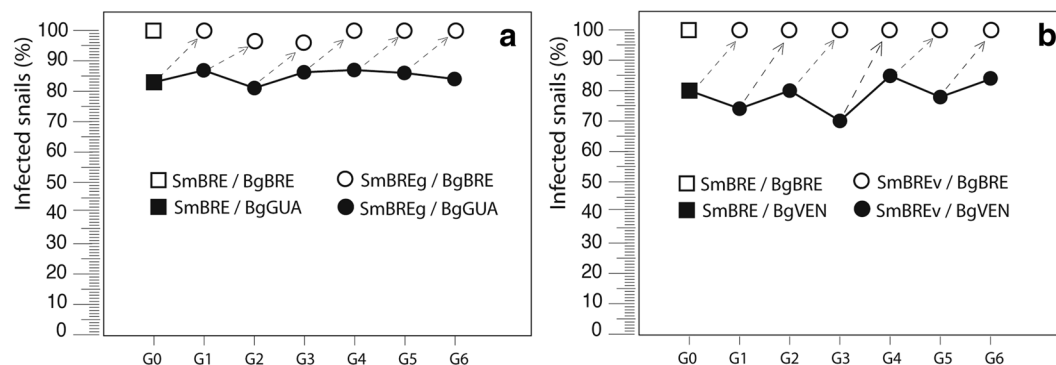 a
Infected snails (%)
100
90
80
70
60
50
40
30
20
10
0
SmBRE / BgBRE
SmBREg / BgBRE
SmBRE / BgGUA
SmBREg / BgGUA
G0 G1 G2 G3 G4 G5 G6
b
Infected snails (%)
100
90
80
70
60
50
40
30
20
10
0
SmBRE / BgBRE
SmBREv / BgBRE
SmBRE / BgVEN
SmBREv / BgVEN
G0 G1 G2 G3 G4 G5 G6